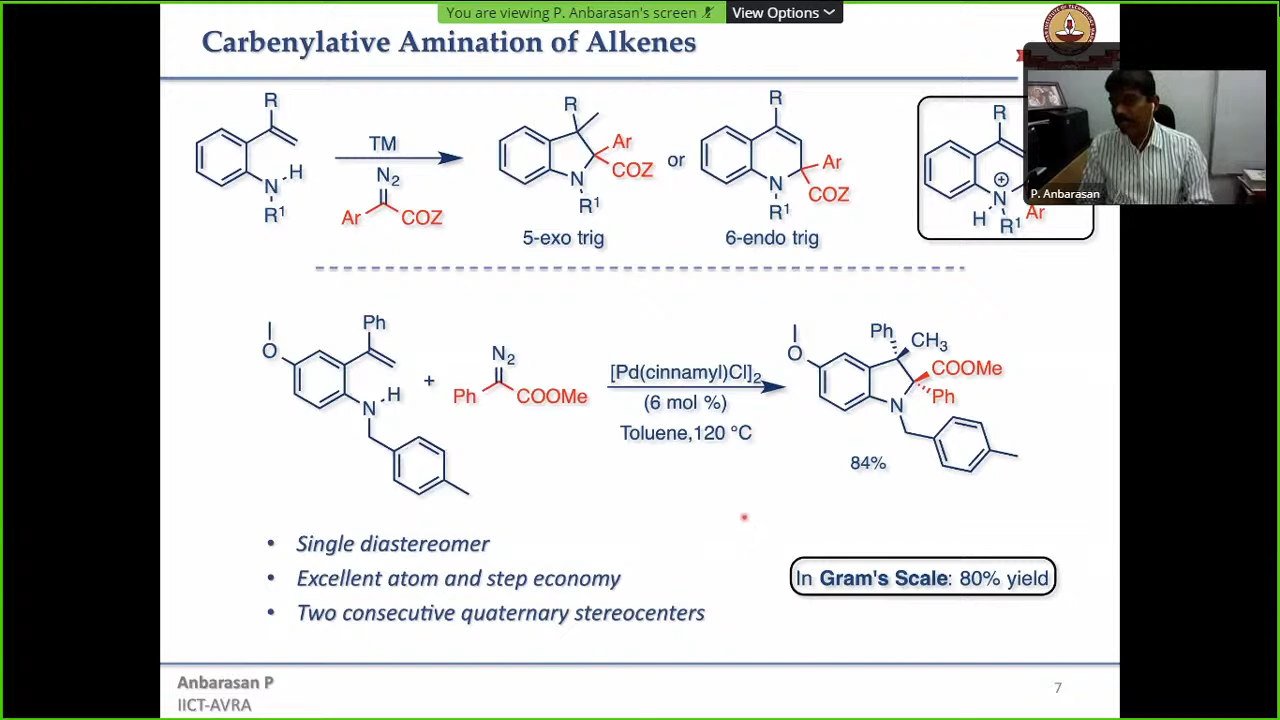 You are viewing P. Anbarasan's screen
View Options
Carbenylative Amination of Alkenes
R
N
H
R¹
TM
N₂
Ar
COZ
R
Ar
COZ
N
R¹
5-exo trig
or
R
Ar
COZ
N
R¹
6-endo trig
R
+
N
H
R¹
Ar
P. Anbarasan
O
Ph
N
H
+
N₂
Ph
COOMe
[Pd(cinnamyl)Cl]₂
(6 mol %)
Toluene,120 °C
O
Ph
CH₃
COOMe
Ph
N
84%
• Single diastereomer
• Excellent atom and step economy
• Two consecutive quaternary stereocenters
In Gram's Scale: 80% yield
Anbarasan P
IICT-AVRA
7